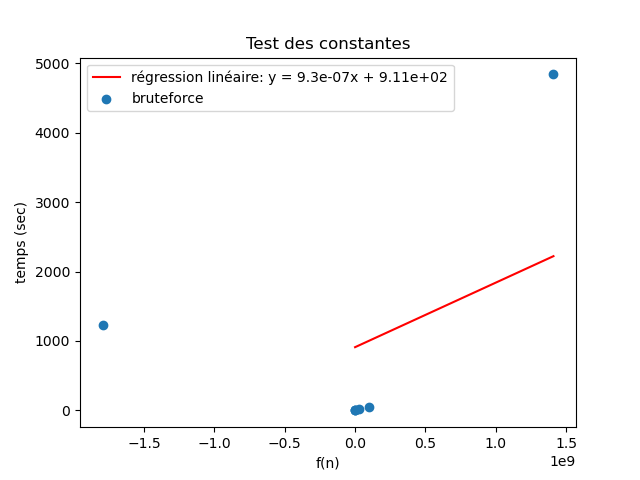 Test des constantes
régression linéaire: y = 9.3e-07x + 9.11e+02
bruteforce
temps (sec)
5000
4000
3000
2000
1000
0
−1.5 −1.0 −0.5 0.0 0.5 1.0 1.5
1e9
f(n)